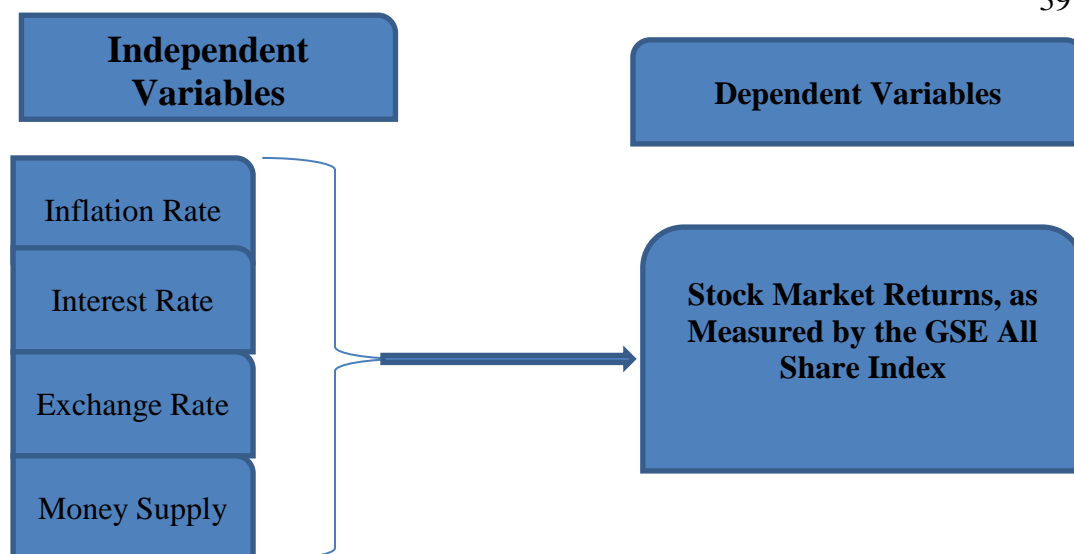 39
Independent
Variables
Dependent Variables
Inflation Rate
Interest Rate
Exchange Rate
Money Supply
Stock Market Returns, as
Measured by the GSE All
Share Index